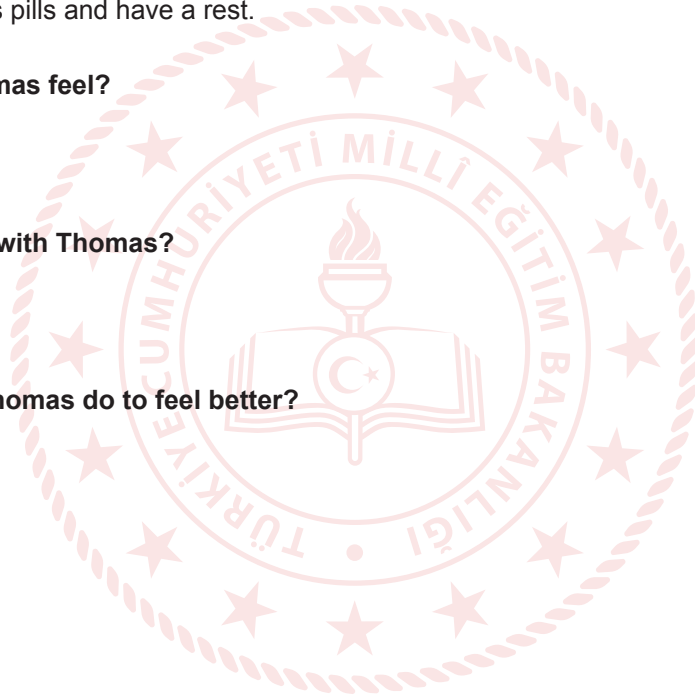 s pills and have a rest.
mas feel?
with Thomas?
homas do to feel better?
TÜRKİYE CUMHURİYETİ MİLLÎ EĞİTİM BAKANLIĞI